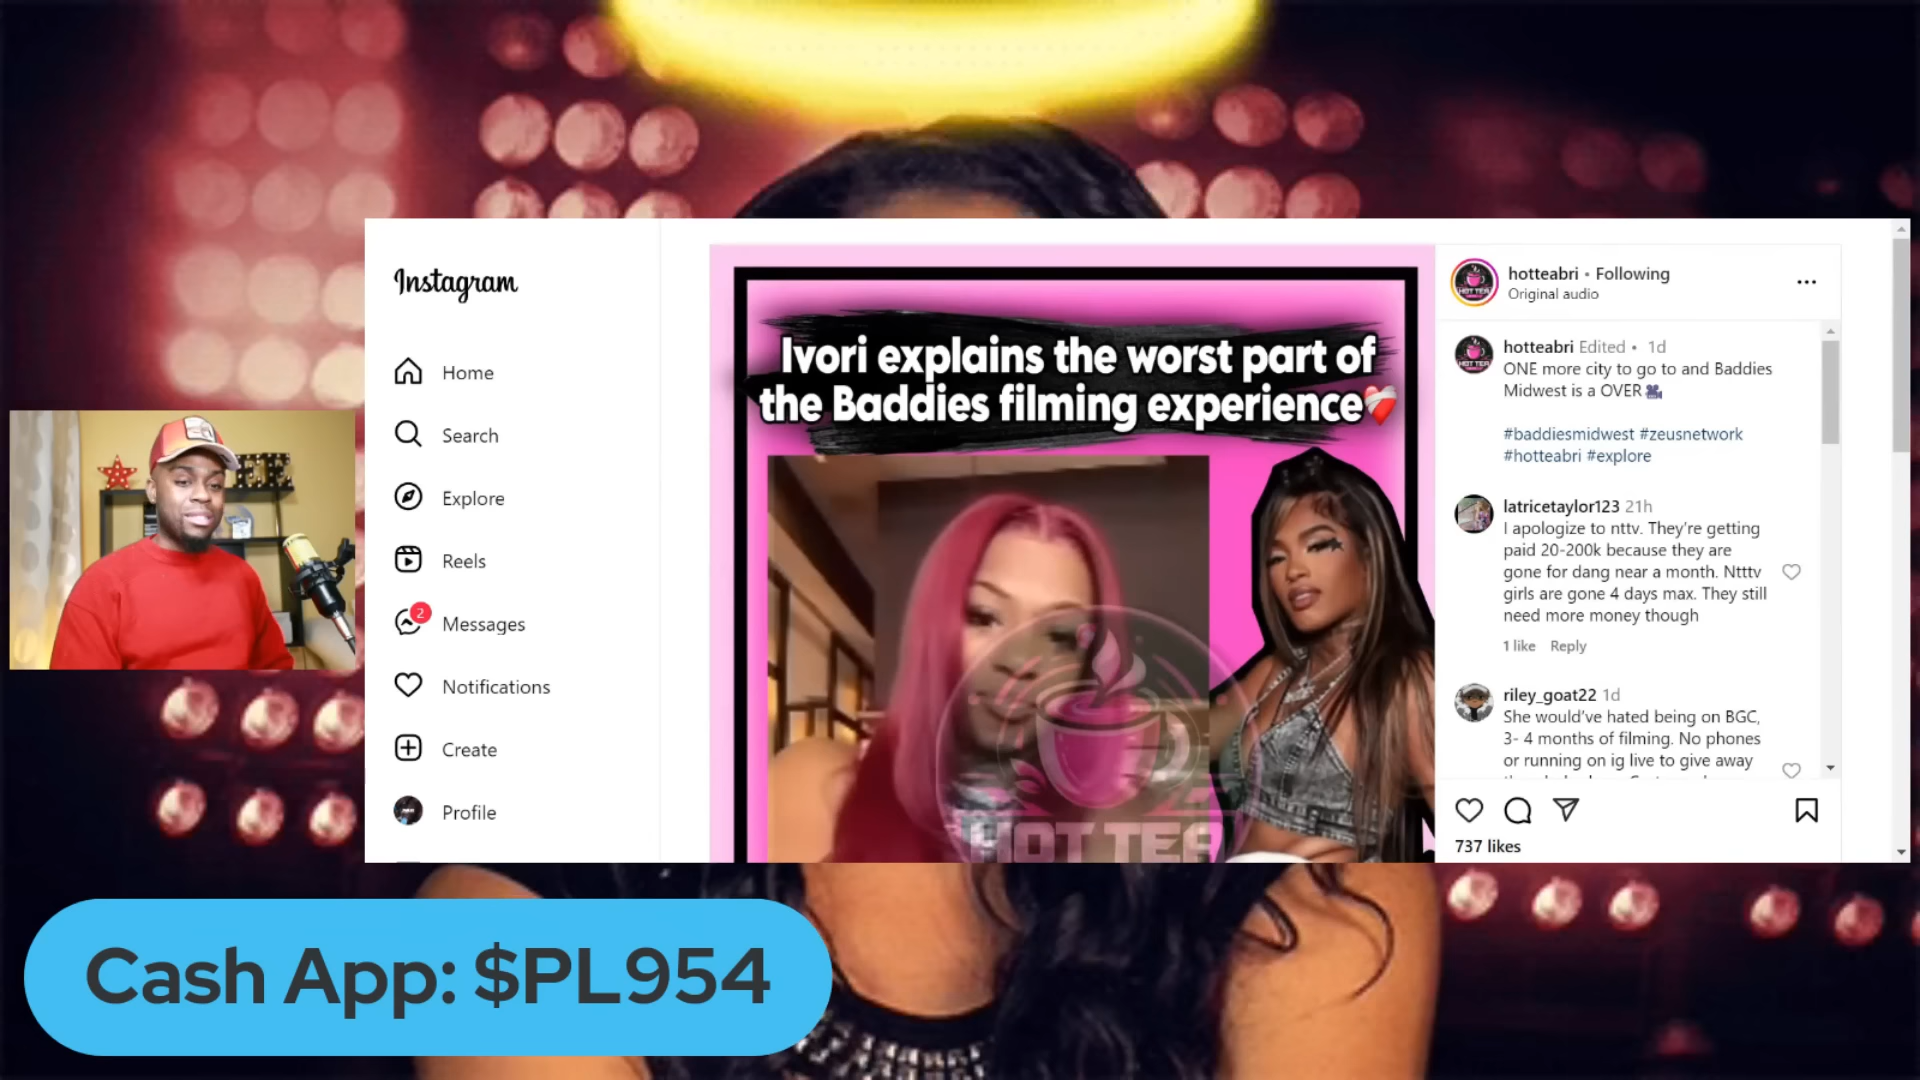 Instagram
Home
Search
Explore
Reels
2
Messages
Notifications
Create
Profile
Ivori explains the worst part of
the Baddies filming experience
HOT TEA
hotteabri • Following
Original audio
hotteabri Edited • 1d
ONE more city to go to and Baddies
Midwest is a OVER
#baddiesmidwest #zeusnetwork
#hotteabri #explore
latricetaylor123 21h
I apologize to nttv. They’re getting
paid 20-200k because they are
gone for dang near a month. Ntttv
girls are gone 4 days max. They still
need more money though
1 like Reply
riley_goat22 1d
She would’ve hated being on BGC,
3- 4 months of filming. No phones
or running on ig live to give away
737 likes
Cash App: $PL954